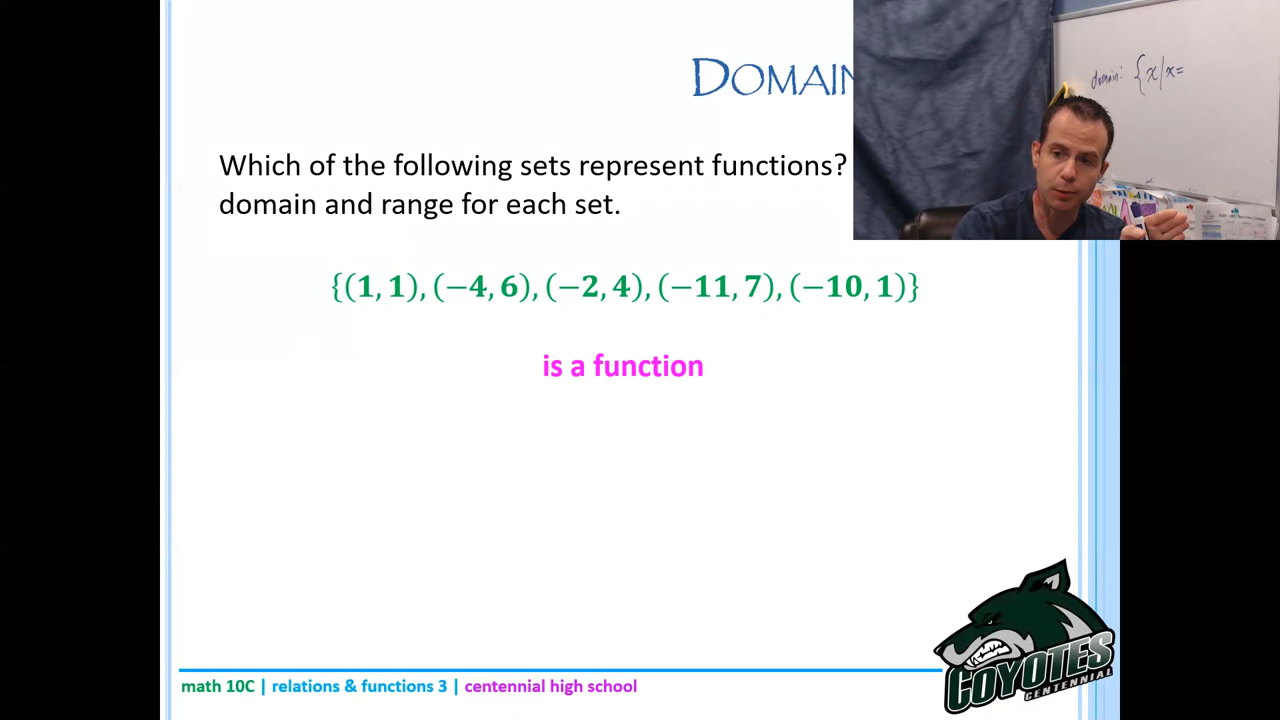 DOMAIN
domain: {x|x=
Which of the following sets represent functions?
domain and range for each set.
{(1, 1), (−4, 6), (−2, 4), (−11, 7), (−10, 1)}
is a function
COYOTES
CENTENNIAL
math 10C | relations & functions 3 | centennial high school